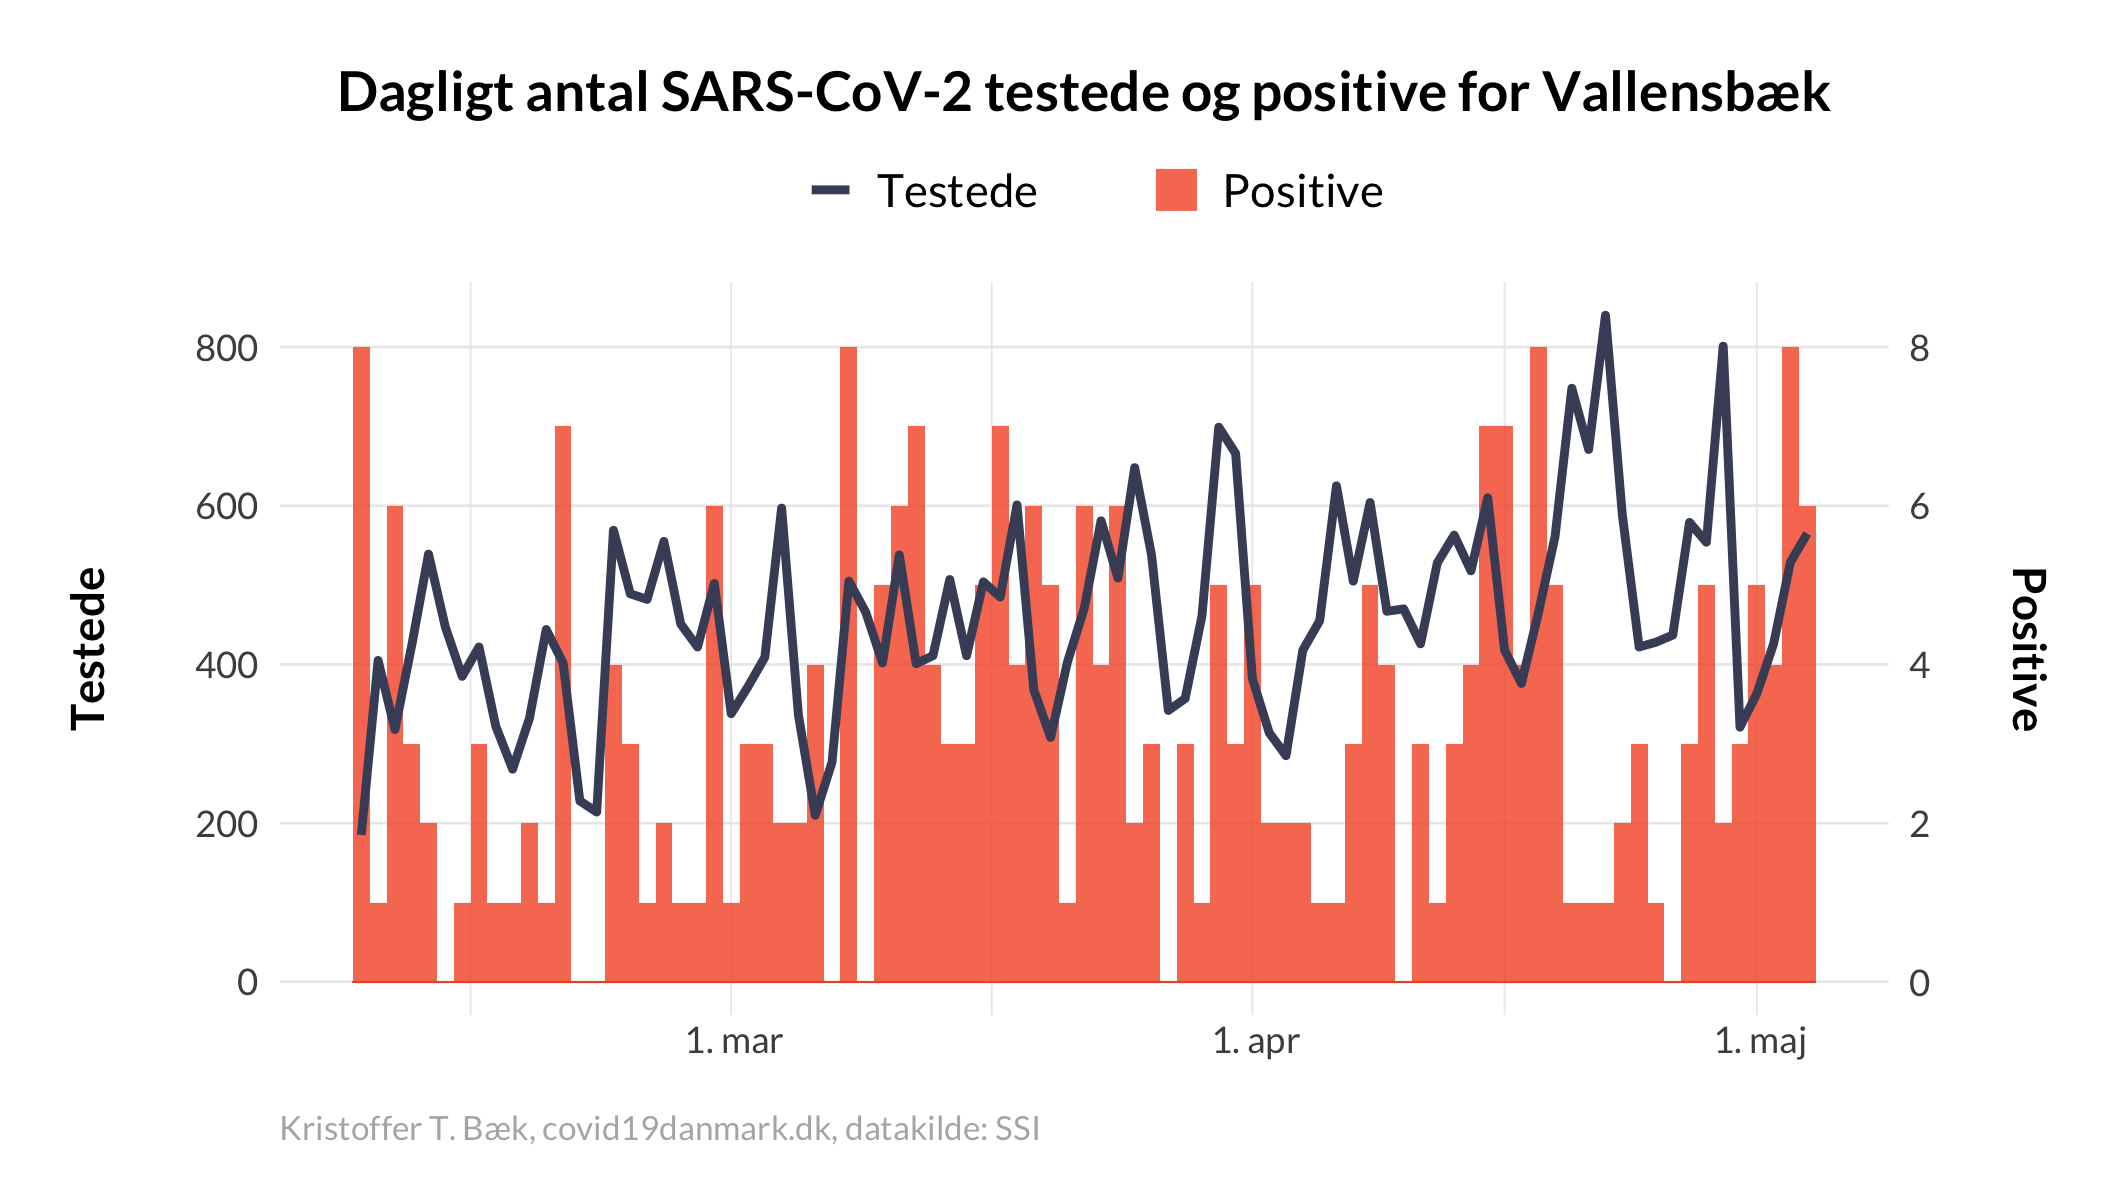 Dagligt antal SARS-CoV-2 testede og positive for Vallensbæk
Testede Positive
800 8
600 6
400 4
200 2
0 0
Testede
Positive
1. mar 1. apr 1. maj
Kristoffer T. Bæk, covid19danmark.dk, datakilde: SSI